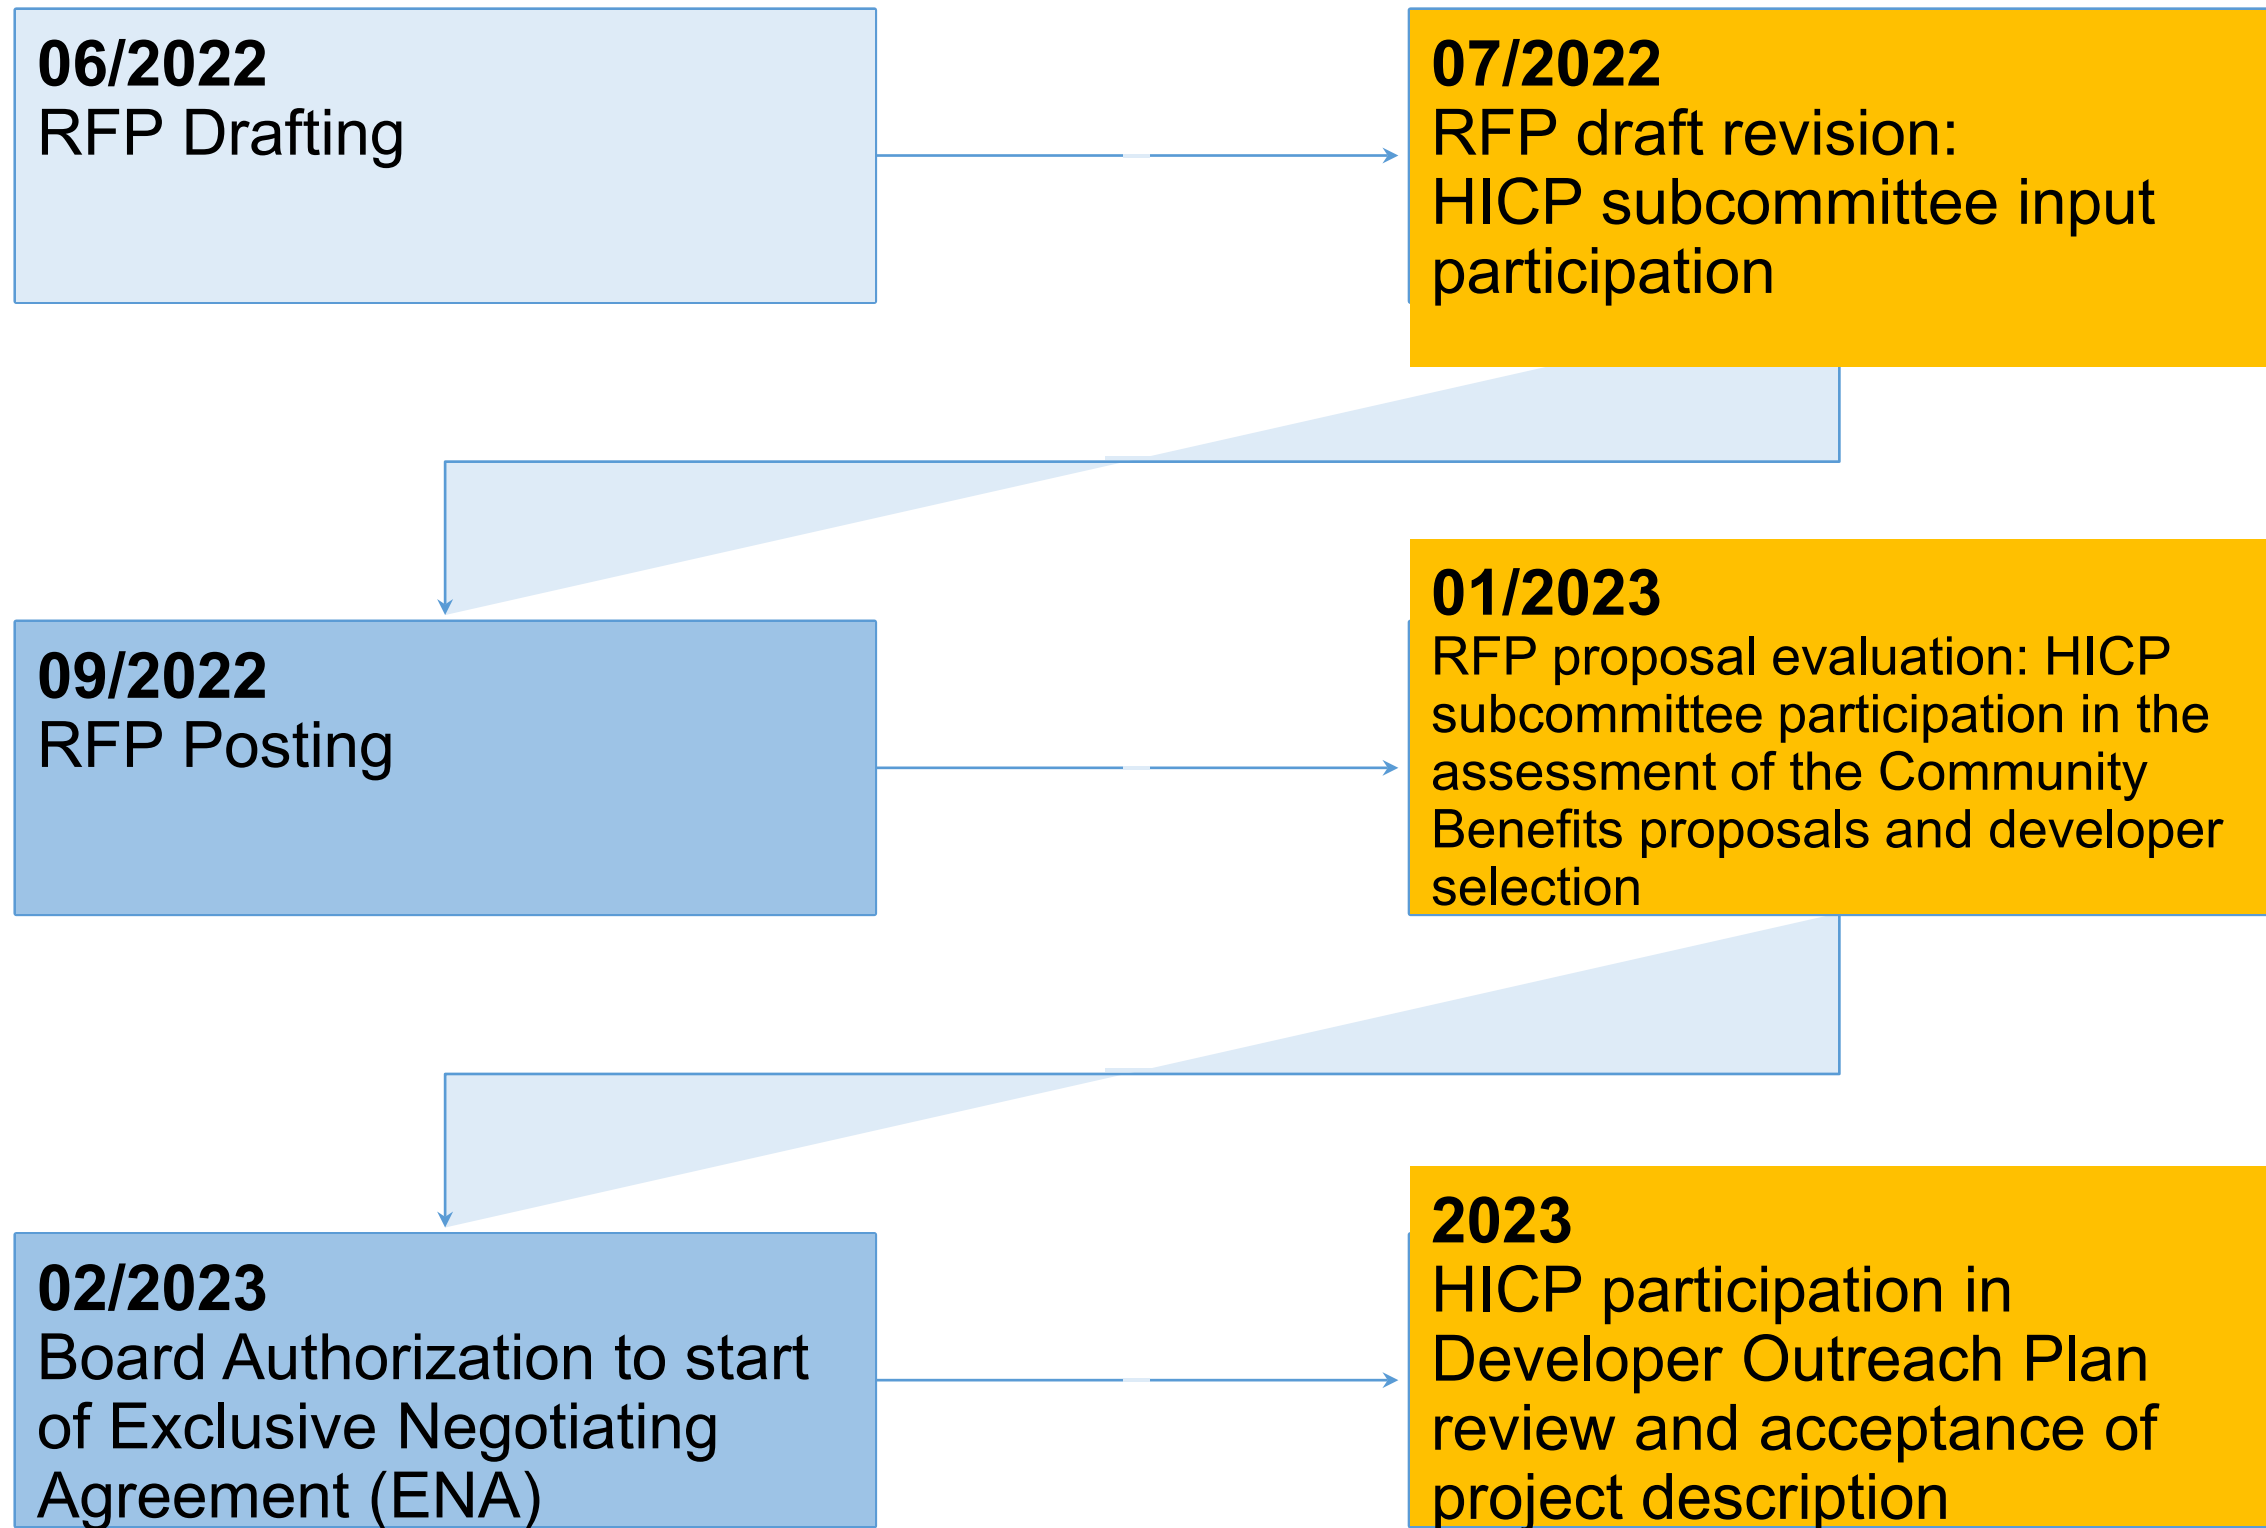 06/2022
RFP Drafting
07/2022
RFP draft revision:
HICP subcommittee input
participation
09/2022
RFP Posting
01/2023
RFP proposal evaluation: HICP
subcommittee participation in the
assessment of the Community
Benefits proposals and developer
selection
02/2023
Board Authorization to start
of Exclusive Negotiating
Agreement (ENA)
2023
HICP participation in
Developer Outreach Plan
review and acceptance of
project description